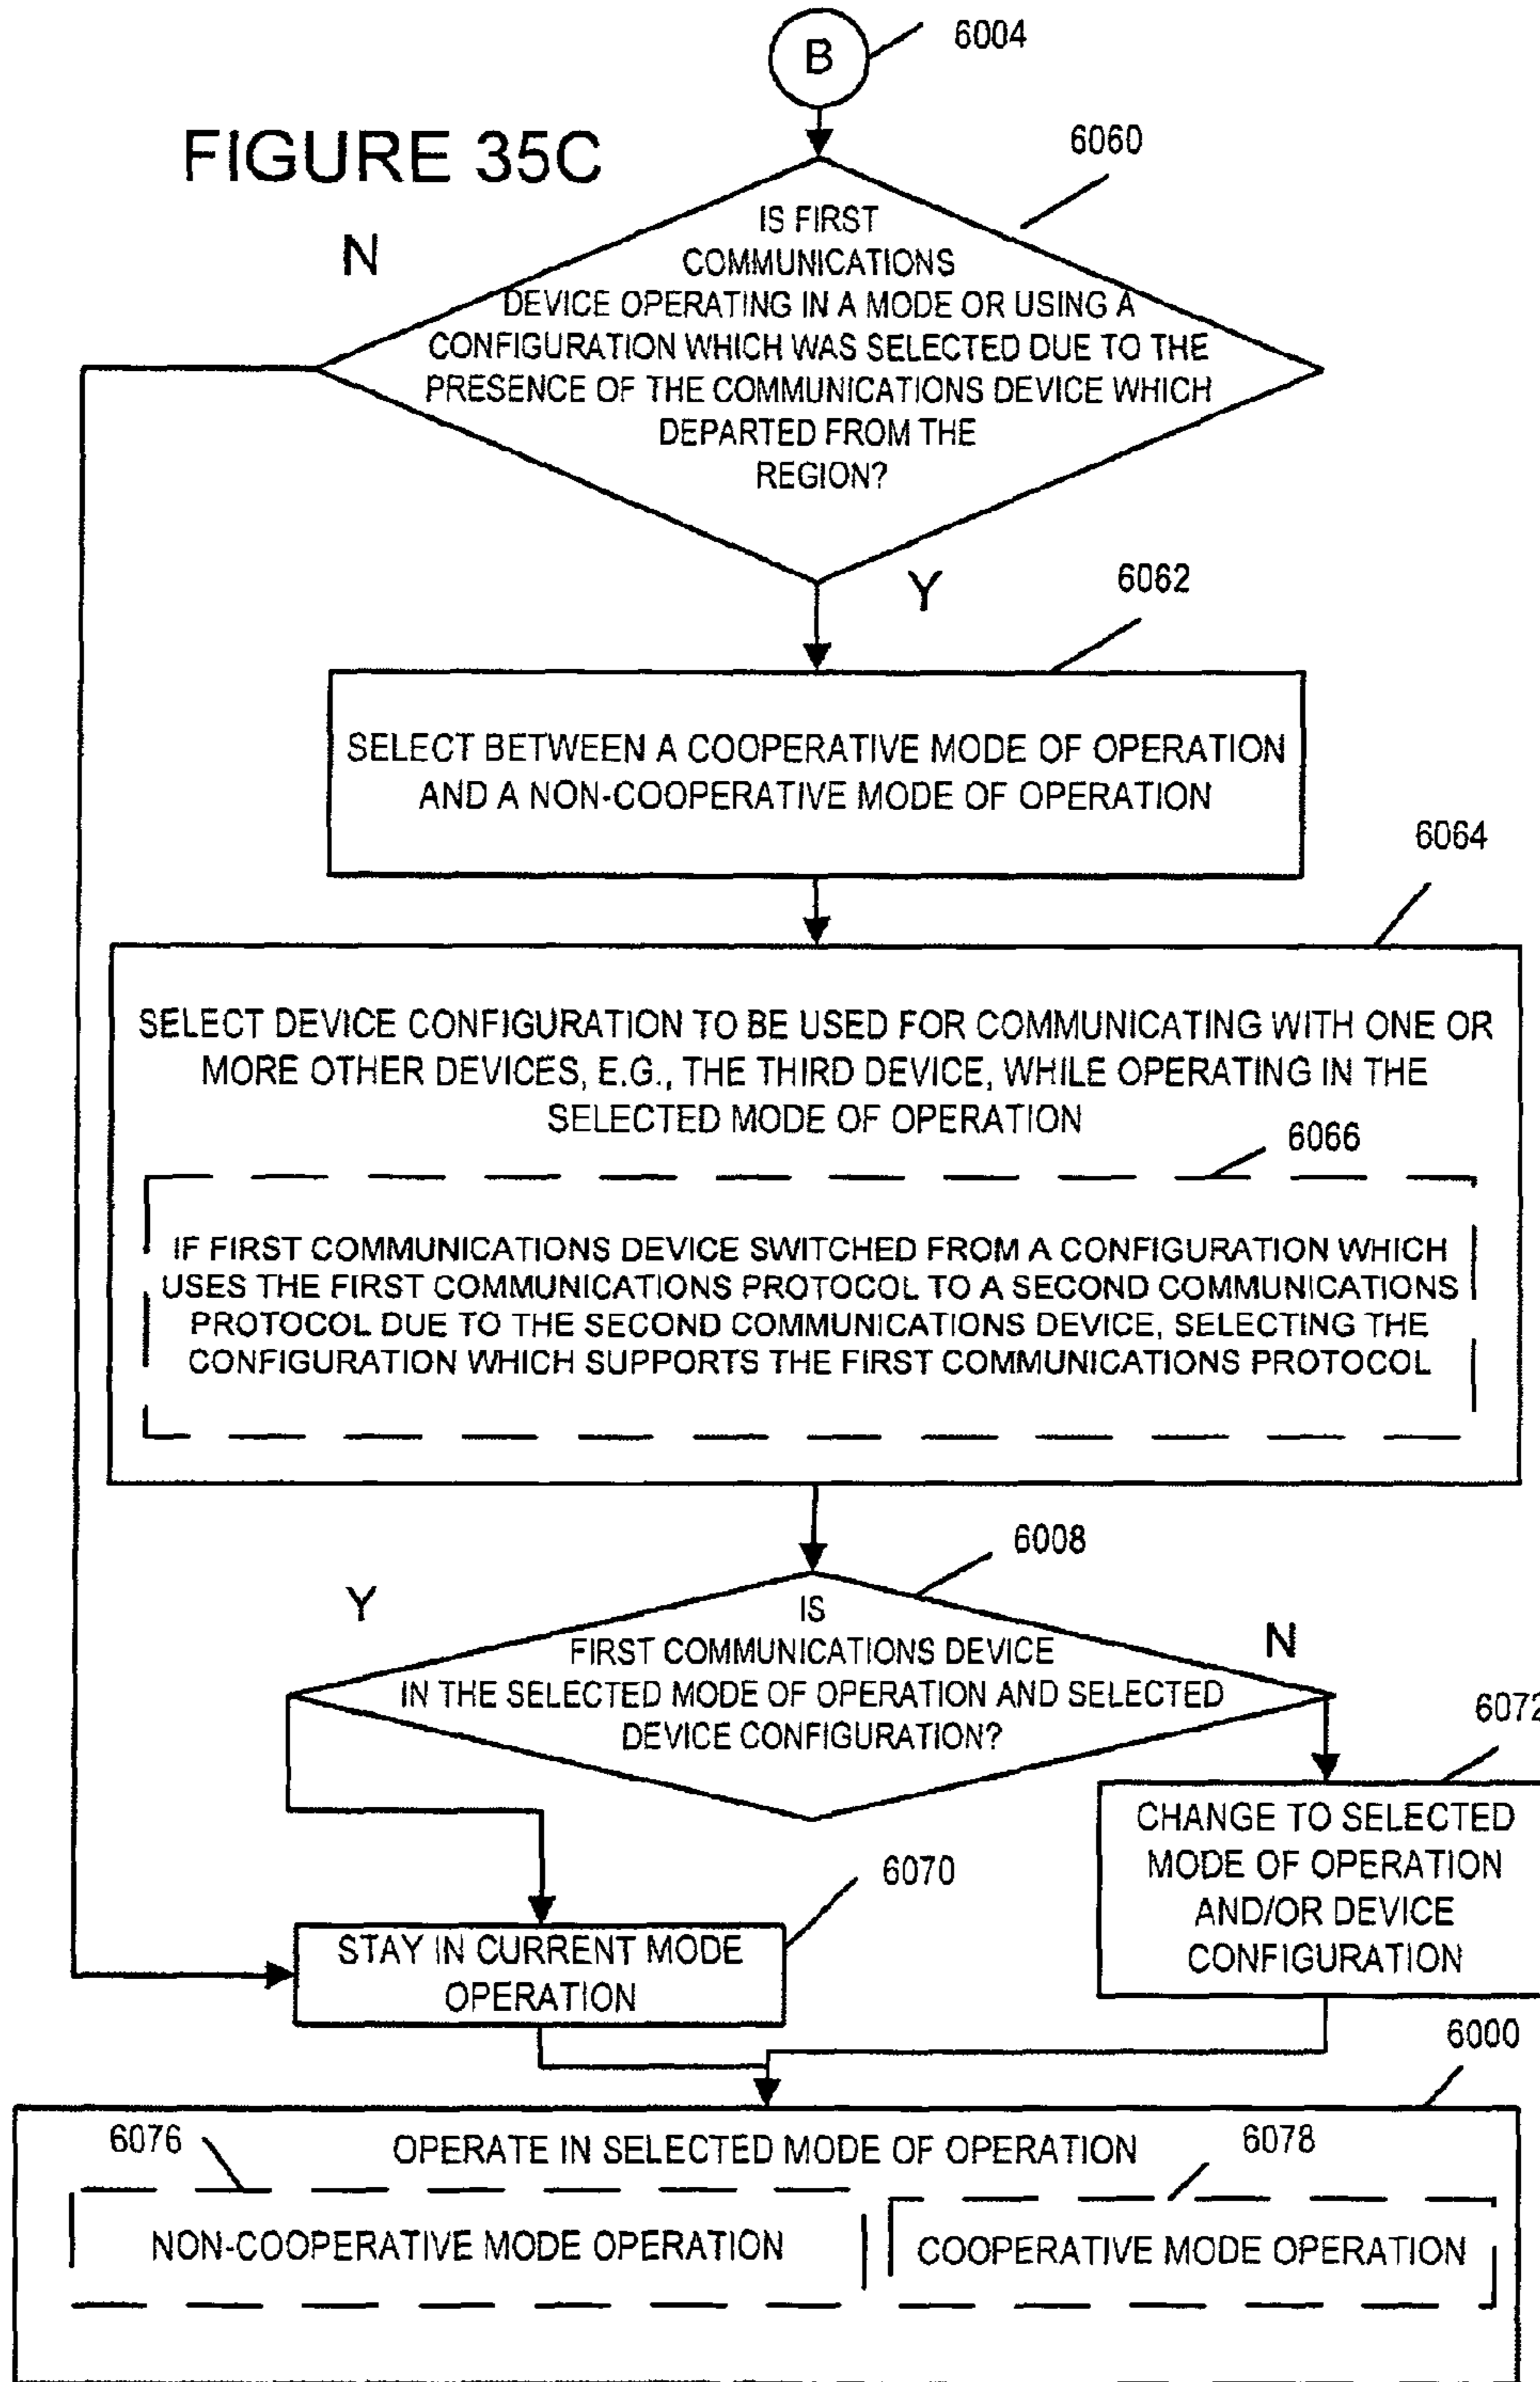 B
6004
FIGURE 35C
6060
N
IS FIRST
COMMUNICATIONS
DEVICE OPERATING IN A MODE OR USING A
CONFIGURATION WHICH WAS SELECTED DUE TO THE
PRESENCE OF THE COMMUNICATIONS DEVICE WHICH
DEPARTED FROM THE
REGION?
Y
6062
SELECT BETWEEN A COOPERATIVE MODE OF OPERATION
AND A NON-COOPERATIVE MODE OF OPERATION
6064
SELECT DEVICE CONFIGURATION TO BE USED FOR COMMUNICATING WITH ONE OR
MORE OTHER DEVICES, E.G., THE THIRD DEVICE, WHILE OPERATING IN THE
SELECTED MODE OF OPERATION
6066
IF FIRST COMMUNICATIONS DEVICE SWITCHED FROM A CONFIGURATION WHICH
USES THE FIRST COMMUNICATIONS PROTOCOL TO A SECOND COMMUNICATIONS
PROTOCOL DUE TO THE SECOND COMMUNICATIONS DEVICE, SELECTING THE
CONFIGURATION WHICH SUPPORTS THE FIRST COMMUNICATIONS PROTOCOL
6008
Y
IS
FIRST COMMUNICATIONS DEVICE
IN THE SELECTED MODE OF OPERATION AND SELECTED
DEVICE CONFIGURATION?
N
6072
CHANGE TO SELECTED
MODE OF OPERATION
AND/OR DEVICE
CONFIGURATION
6070
STAY IN CURRENT MODE
OPERATION
6000
OPERATE IN SELECTED MODE OF OPERATION
6076
NON-COOPERATIVE MODE OPERATION
6078
COOPERATIVE MODE OPERATION